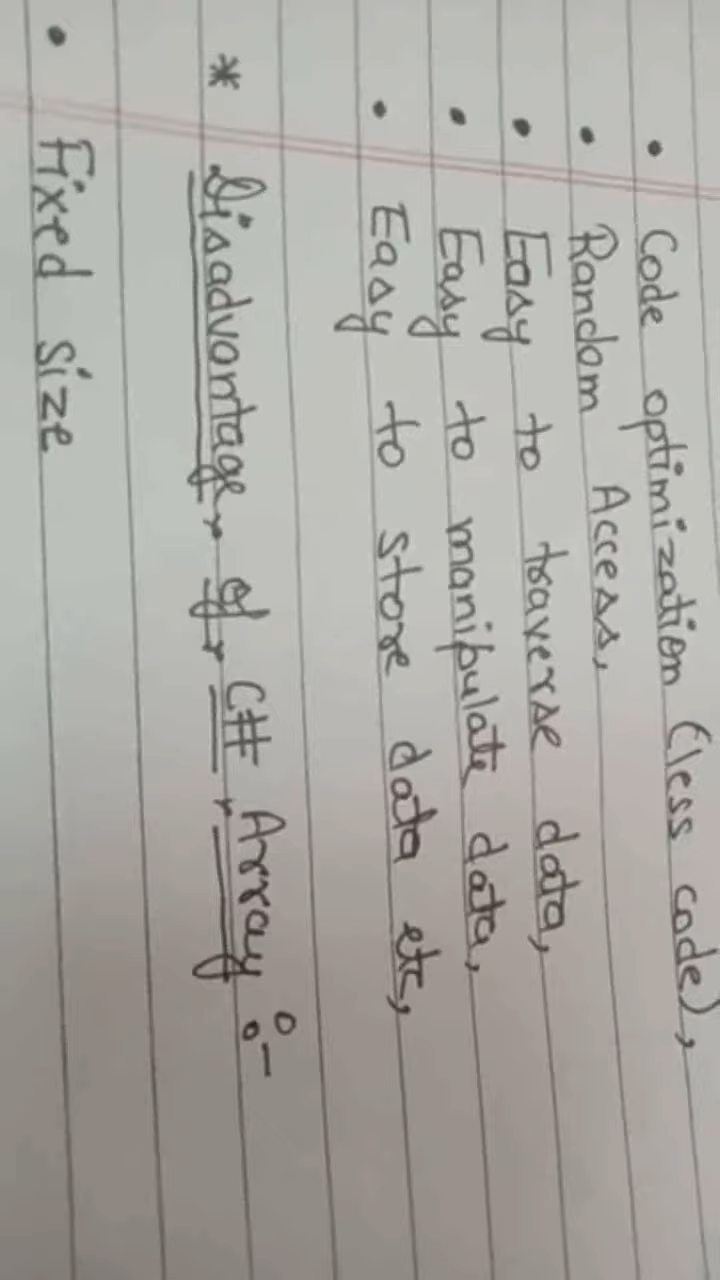 • Code optimization (less code),
• Random Access,
• Easy to traverse data,
• Easy to manipulate data,
• Easy to store data etc,
* Disadvantage of C# Array :-
• Fixed size